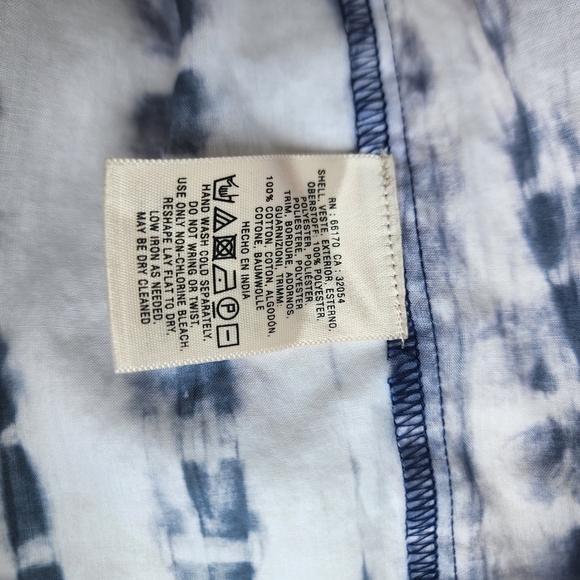 RN : 66170 CA : 32054
SHELL, VESTE, EXTERIOR, ESTERNO,
OBERSTOFF: 100% POLYESTER,
POLYESTER, POLIÉSTER,
POLIESTERE, POLYESTER
TRIM, BORDURE, ADORNOS,
GUARNIZIONI, TRIMM:
100% COTTON, COTON, ALGODÓN,
COTONE, BAUMWOLLE
HECHO EN INDIA
P
HAND WASH COLD SEPARATELY.
DO NOT WRING OR TWIST,
USE ONLY NON-CHLORINE BLEACH,
RESHAPE LAY FLAT TO DRY.
LOW IRON AS NEEDED
MAY BE DRY CLEANED